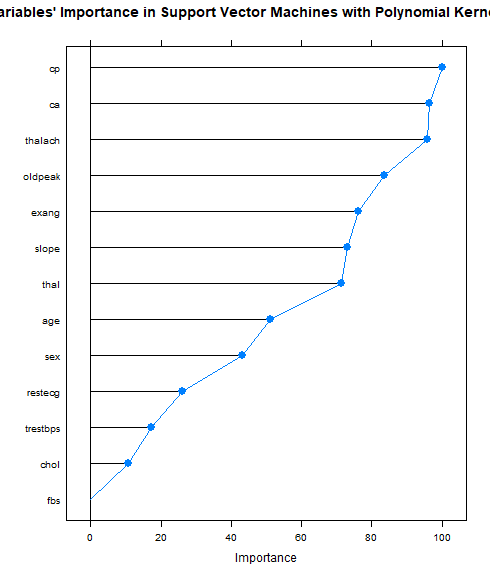 ariables' Importance in Support Vector Machines with Polynomial Kerne
cp
ca
thalach
oldpeak
exang
slope
thal
age
sex
restecg
trestbps
chol
fbs
0 20 40 60 80 100
Importance